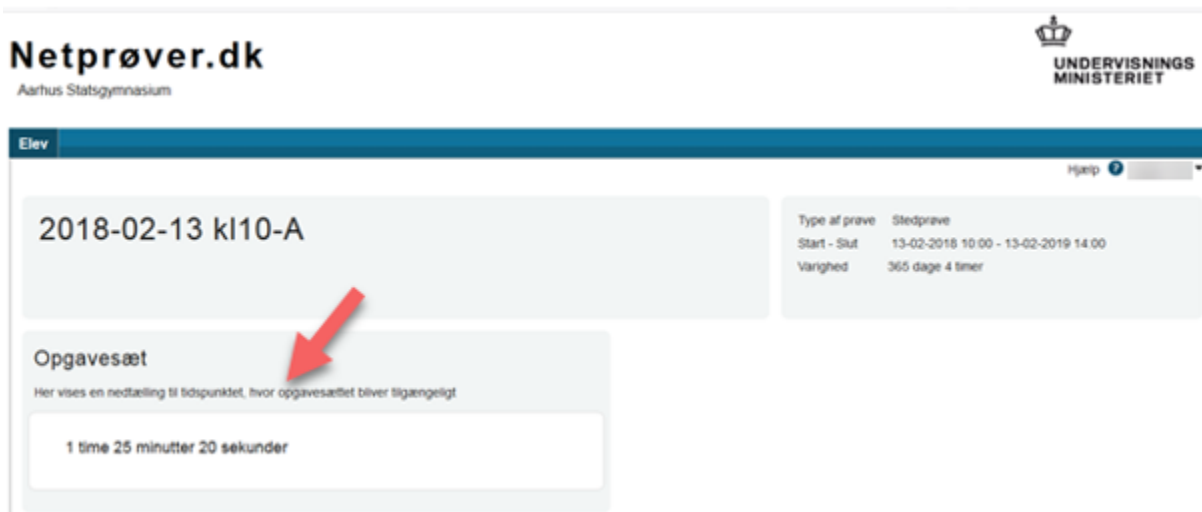 Netprøver.dk
Aarhus Statsgymnasium
UNDERVISNINGS
MINISTERIET
Elev
Hjælp ?
2018-02-13 kl10-A
Type af prøve Stedprøve
Start - Slut 13-02-2018 10:00 - 13-02-2019 14:00
Varighed 365 dage 4 timer
Opgavesæt
Her vises en nedtælling til tidspunktet, hvor opgavesættet bliver tilgængeligt
1 time 25 minutter 20 sekunder